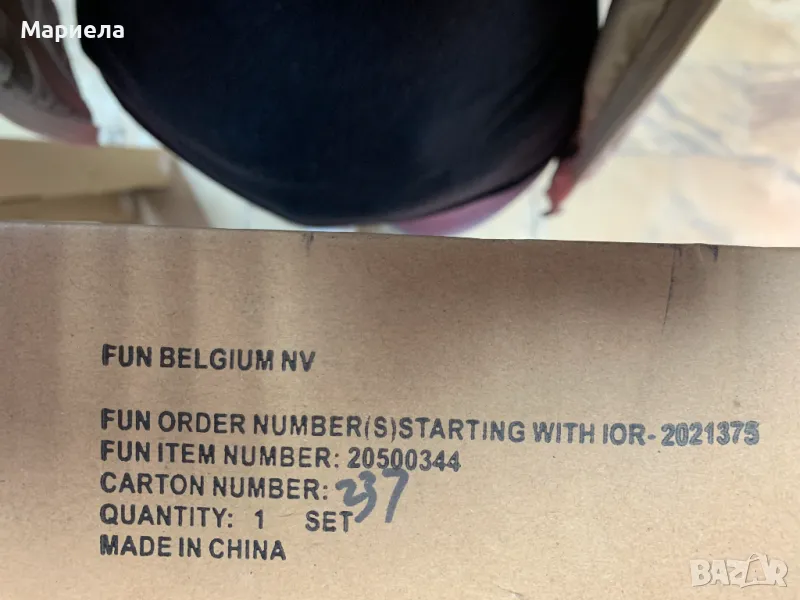 Мариела
FUN BELGIUM NV
FUN ORDER NUMBER(S)STARTING WITH IOR- 2021375
FUN ITEM NUMBER: 20500344
CARTON NUMBER: 237
QUANTITY: 1 SET
MADE IN CHINA
BAZAR